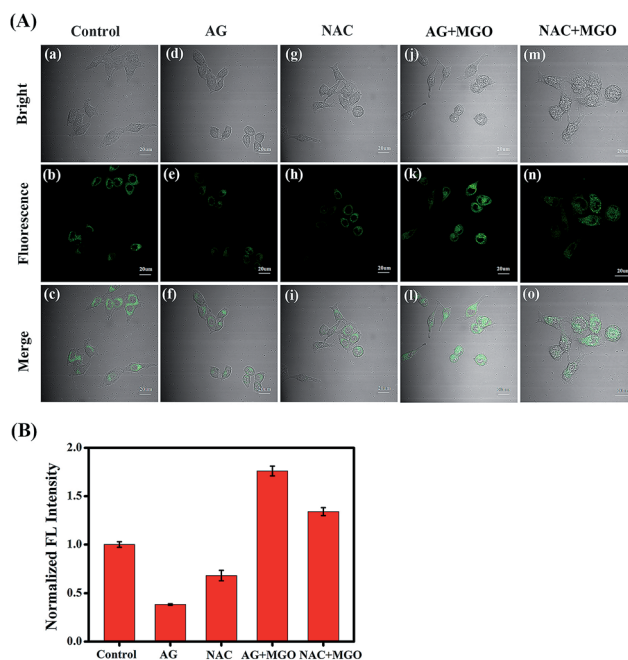 (A)
Control AG NAC AG+MGO NAC+MGO
Bright
(a) (d) (g) (j) (m)
20um 20um 20um 20um 20um
Fluorescence
(b) (e) (h) (k) (n)
20um 20um 20um 20um 20um
Merge
(c) (f) (i) (l) (o)
20um 20um 20um
(B)
Normalized FL Intensity
2.0
1.5
1.0
0.5
0.0
Control AG NAC AG+MGO NAC+MGO